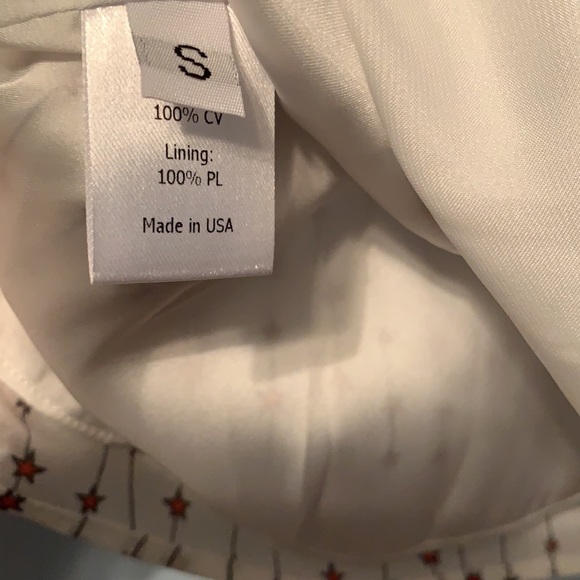 S
100% CV
Lining:
100% PL
Made in USA